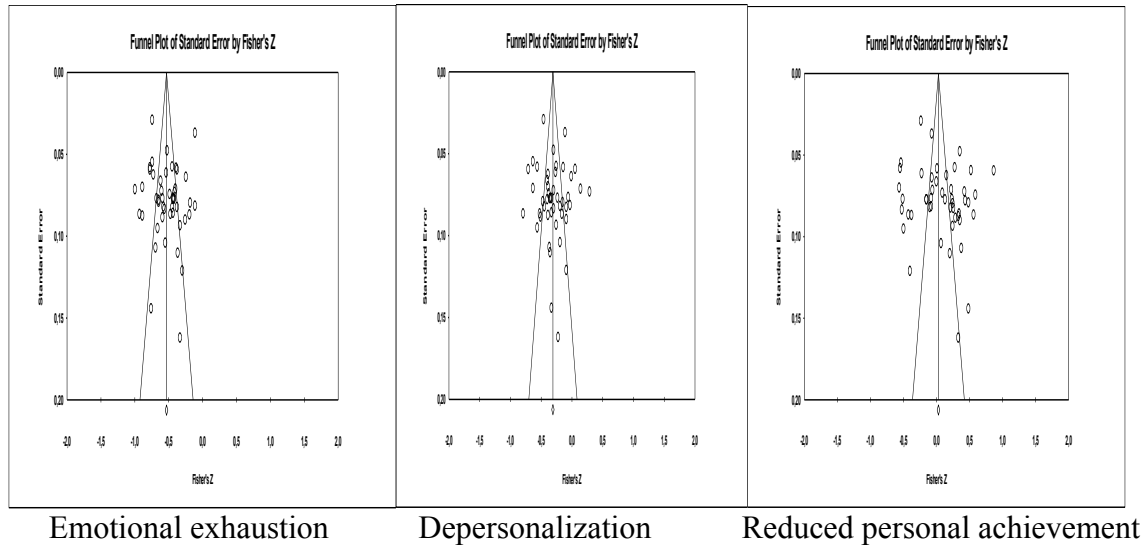 Funnel Plot of Standard Error by Fisher's Z
0,00
0,05
0,10
0,15
0,20
Standard Error
-2,0 -1,5 -1,0 -0,5 0,0 0,5 1,0 1,5 2,0
Fisher's Z
Emotional exhaustion
Funnel Plot of Standard Error by Fisher's Z
0,00
0,05
0,10
0,15
0,20
Standard Error
-2,0 -1,5 -1,0 -0,5 0,0 0,5 1,0 1,5 2,0
Fisher's Z
Depersonalization
Funnel Plot of Standard Error by Fisher's Z
0,00
0,05
0,10
0,15
0,20
Standard Error
-2,0 -1,5 -1,0 -0,5 0,0 0,5 1,0 1,5 2,0
Fisher's Z
Reduced personal achievement